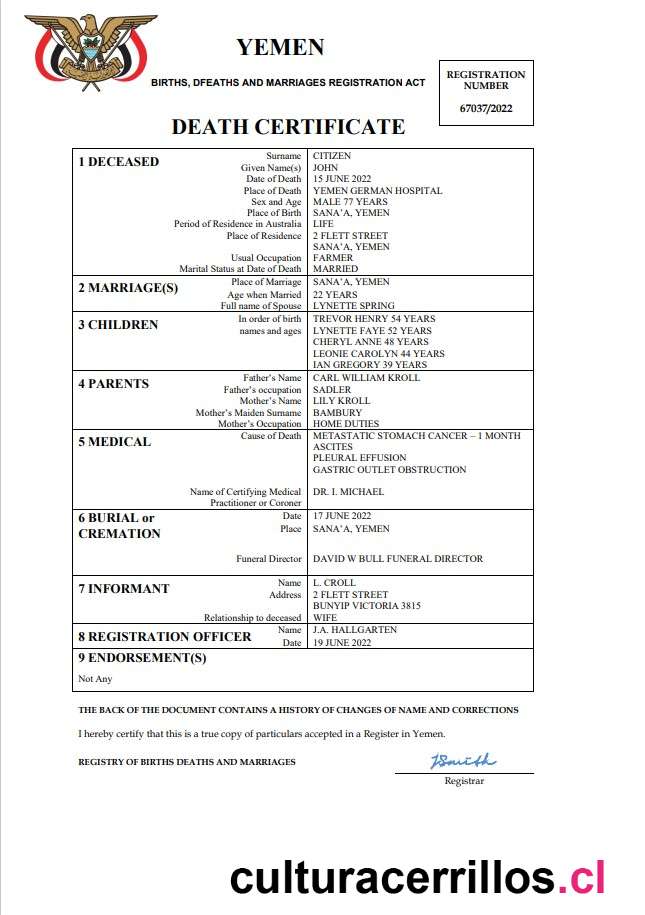 YEMEN
BIRTHS, DFEATHS AND MARRIAGES REGISTRATION ACT
REGISTRATION
NUMBER
67037/2022
DEATH CERTIFICATE
1 DECEASED
Surname CITIZEN
Given Name(s) JOHN
Date of Death 15 JUNE 2022
Place of Death YEMEN GERMAN HOSPITAL
Sex and Age MALE 77 YEARS
Place of Birth SANA’A, YEMEN
Period of Residence in Australia LIFE
Place of Residence 2 FLETT STREET
SANA’A, YEMEN
Usual Occupation FARMER
Marital Status at Date of Death MARRIED
2 MARRIAGE(S)
Place of Marriage SANA’A, YEMEN
Age when Married 22 YEARS
Full name of Spouse LYNETTE SPRING
3 CHILDREN
In order of birth TREVOR HENRY 54 YEARS
names and ages LYNETTE FAYE 52 YEARS
CHERYL ANNE 48 YEARS
LEONIE CAROLYN 44 YEARS
IAN GREGORY 39 YEARS
4 PARENTS
Father’s Name CARL WILLIAM KROLL
Father’s occupation SADLER
Mother’s Name LILY KROLL
Mother’s Maiden Surname BAMBURY
Mother’s Occupation HOME DUTIES
5 MEDICAL
Cause of Death METASTATIC STOMACH CANCER – 1 MONTH
ASCITES
PLEURAL EFFUSION
GASTRIC OUTLET OBSTRUCTION
Name of Certifying Medical DR. I. MICHAEL
Practitioner or Coroner
6 BURIAL or
CREMATION
Date 17 JUNE 2022
Place SANA’A, YEMEN
Funeral Director DAVID W BULL FUNERAL DIRECTOR
7 INFORMANT
Name L. CROLL
Address 2 FLETT STREET
BUNYIP VICTORIA 3815
Relationship to deceased WIFE
8 REGISTRATION OFFICER
Name J.A. HALLGARTEN
Date 19 JUNE 2022
9 ENDORSEMENT(S)
Not Any
THE BACK OF THE DOCUMENT CONTAINS A HISTORY OF CHANGES OF NAME AND CORRECTIONS
I hereby certify that this is a true copy of particulars accepted in a Register in Yemen.
REGISTRY OF BIRTHS DEATHS AND MARRIAGES
JSmith
Registrar
culturacerrillos.cl